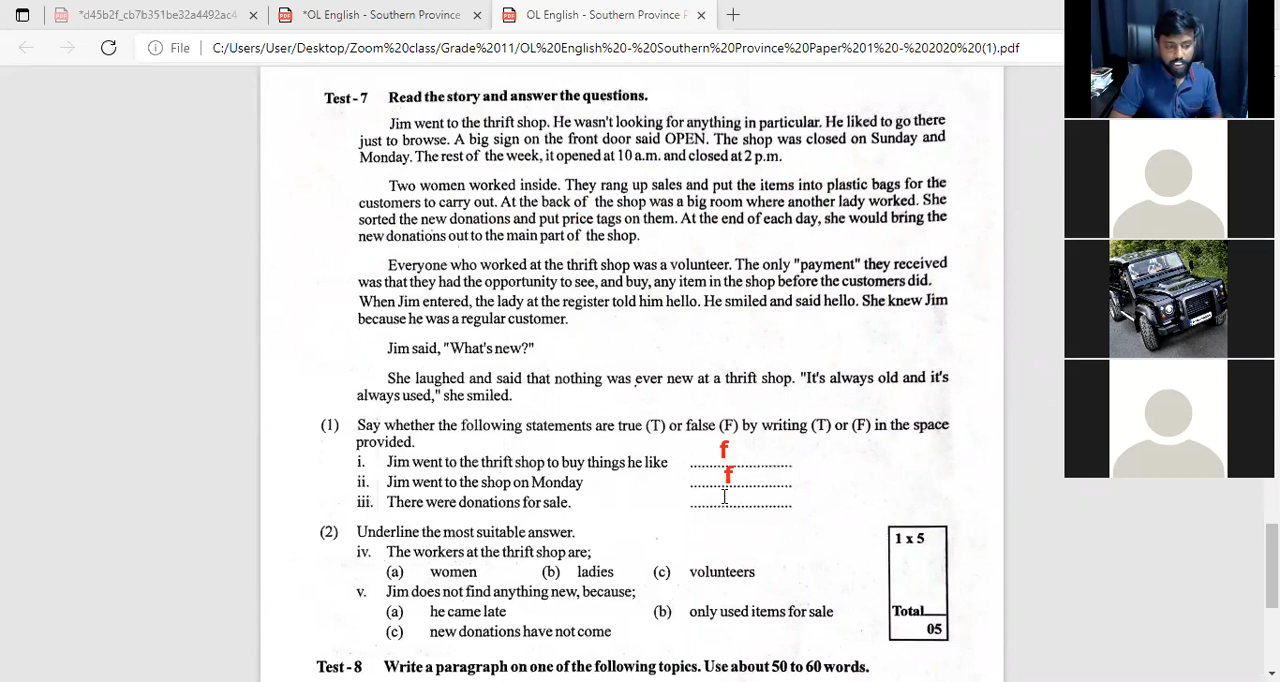 *d45b2f_cb7b351be32a4492ac4
*OL English - Southern Province
OL English - Southern Province P
File
C:/Users/User/Desktop/Zoom%20class/Grade%2011/OL%20English%20-%20Southern%20Province%20Paper%201%20-%202020%20(1).pdf
Test-7 Read the story and answer the questions.
Jim went to the thrift shop. He wasn't looking for anything in particular. He liked to go there
just to browse. A big sign on the front door said OPEN. The shop was closed on Sunday and
Monday. The rest of the week, it opened at 10 a.m. and closed at 2 p.m.
Two women worked inside. They rang up sales and put the items into plastic bags for the
customers to carry out. At the back of the shop was a big room where another lady worked. She
sorted the new donations and put price tags on them. At the end of each day, she would bring the
new donations out to the main part of the shop.
Everyone who worked at the thrift shop was a volunteer. The only "payment" they received
was that they had the opportunity to see, and buy, any item in the shop before the customers did.
When Jim entered, the lady at the register told him hello. He smiled and said hello. She knew Jim
because he was a regular customer.
Jim said, "What's new?"
She laughed and said that nothing was ever new at a thrift shop. "It's always old and it's
always used," she smiled.
(1) Say whether the following statements are true (T) or false (F) by writing (T) or (F) in the space
provided.
i. Jim went to the thrift shop to buy things he like f
ii. Jim went to the shop on Monday f
iii. There were donations for sale. ............................
(2) Underline the most suitable answer.
iv. The workers at the thrift shop are;
(a) women (b) ladies (c) volunteers
v. Jim does not find anything new, because;
(a) he came late (b) only used items for sale
(c) new donations have not come
1 x 5
Total
05
Test-8 Write a paragraph on one of the following topics. Use about 50 to 60 words.